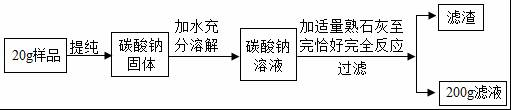 20g样品
提纯
碳酸钠
固体
加水充
分溶解
碳酸钠
溶液
加适量熟石灰至
完恰好完全反应
过滤
滤渣
200g滤液